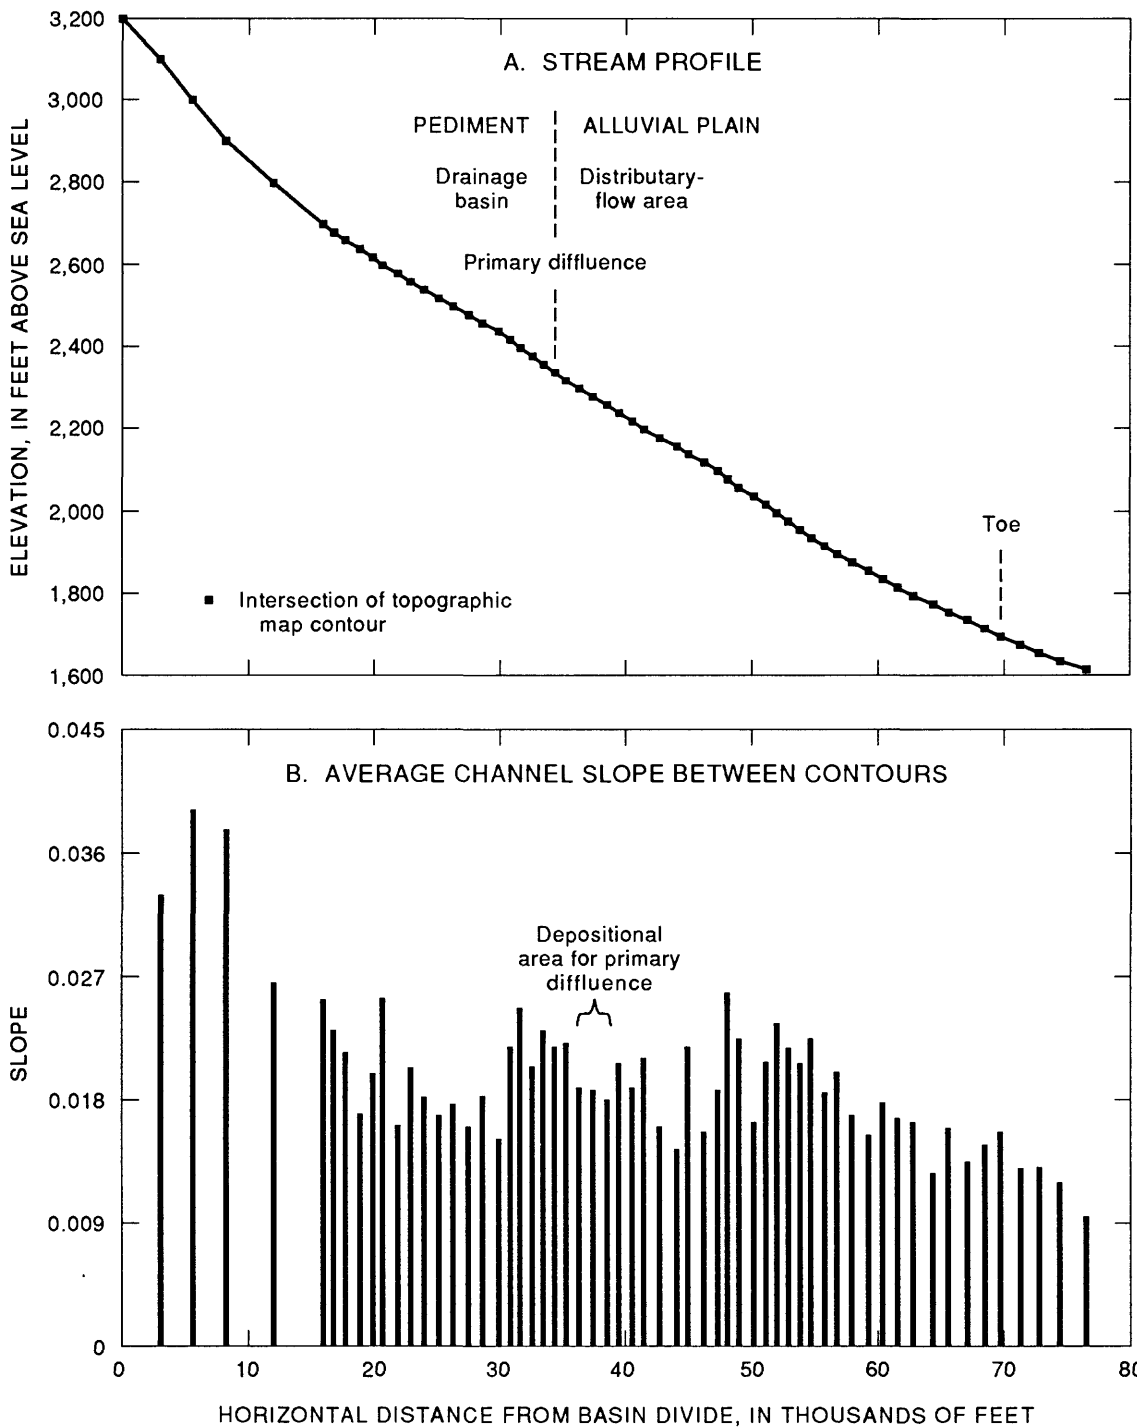 A. STREAM PROFILE
3,200
3,000
2,800
2,600
2,400
2,200
2,000
1,800
1,600
ELEVATION, IN FEET ABOVE SEA LEVEL
PEDIMENT
ALLUVIAL PLAIN
Drainage
basin
Distributary-
flow area
Primary diffluence
Toe
Intersection of topographic
map contour
B. AVERAGE CHANNEL SLOPE BETWEEN CONTOURS
0.045
0.036
0.027
0.018
0.009
0
SLOPE
Depositional
area for primary
diffluence
0 10 20 30 40 50 60 70 80
HORIZONTAL DISTANCE FROM BASIN DIVIDE, IN THOUSANDS OF FEET